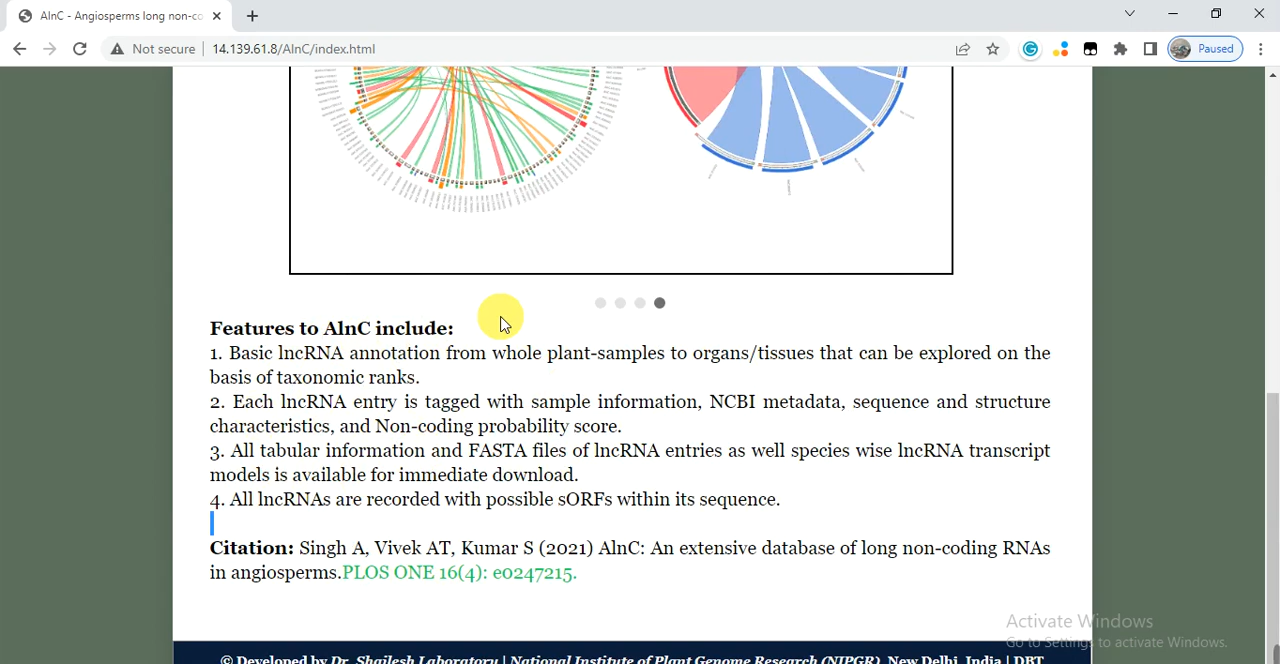 AlnC - Angiosperms long non-co
Not secure
14.139.61.8/AlnC/index.html
Paused
Features to AlnC include:
1. Basic lncRNA annotation from whole plant-samples to organs/tissues that can be explored on the
basis of taxonomic ranks.
2. Each lncRNA entry is tagged with sample information, NCBI metadata, sequence and structure
characteristics, and Non-coding probability score.
3. All tabular information and FASTA files of lncRNA entries as well species wise lncRNA transcript
models is available for immediate download.
4. All lncRNAs are recorded with possible sORFs within its sequence.
Citation: Singh A, Vivek AT, Kumar S (2021) AlnC: An extensive database of long non-coding RNAs
in angiosperms.PLOS ONE 16(4): e0247215.
Activate Windows
Go to Settings to activate Windows.
© Developed by Dr. Shailesh Laboratory | National Institute of Plant Genome Research (NIPGR), New Delhi, India | DBT